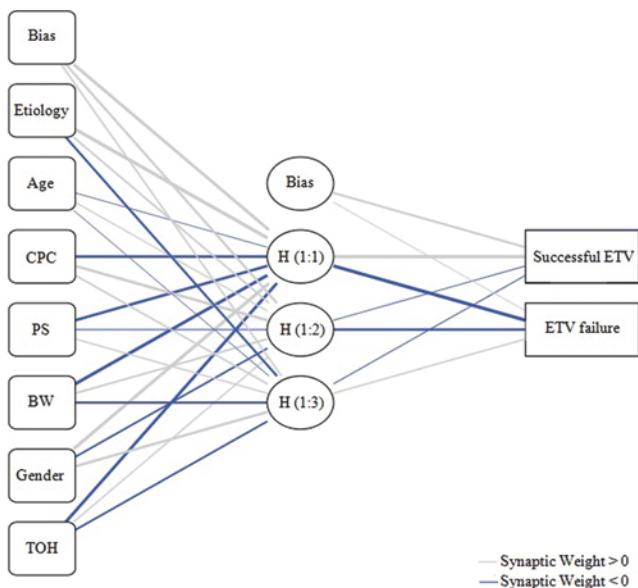 Bias
Etiology
Age
CPC
PS
BW
Gender
TOH
Bias
H (1:1)
H (1:2)
H (1:3)
Successful ETV
ETV failure
Synaptic Weight > 0
Synaptic Weight < 0